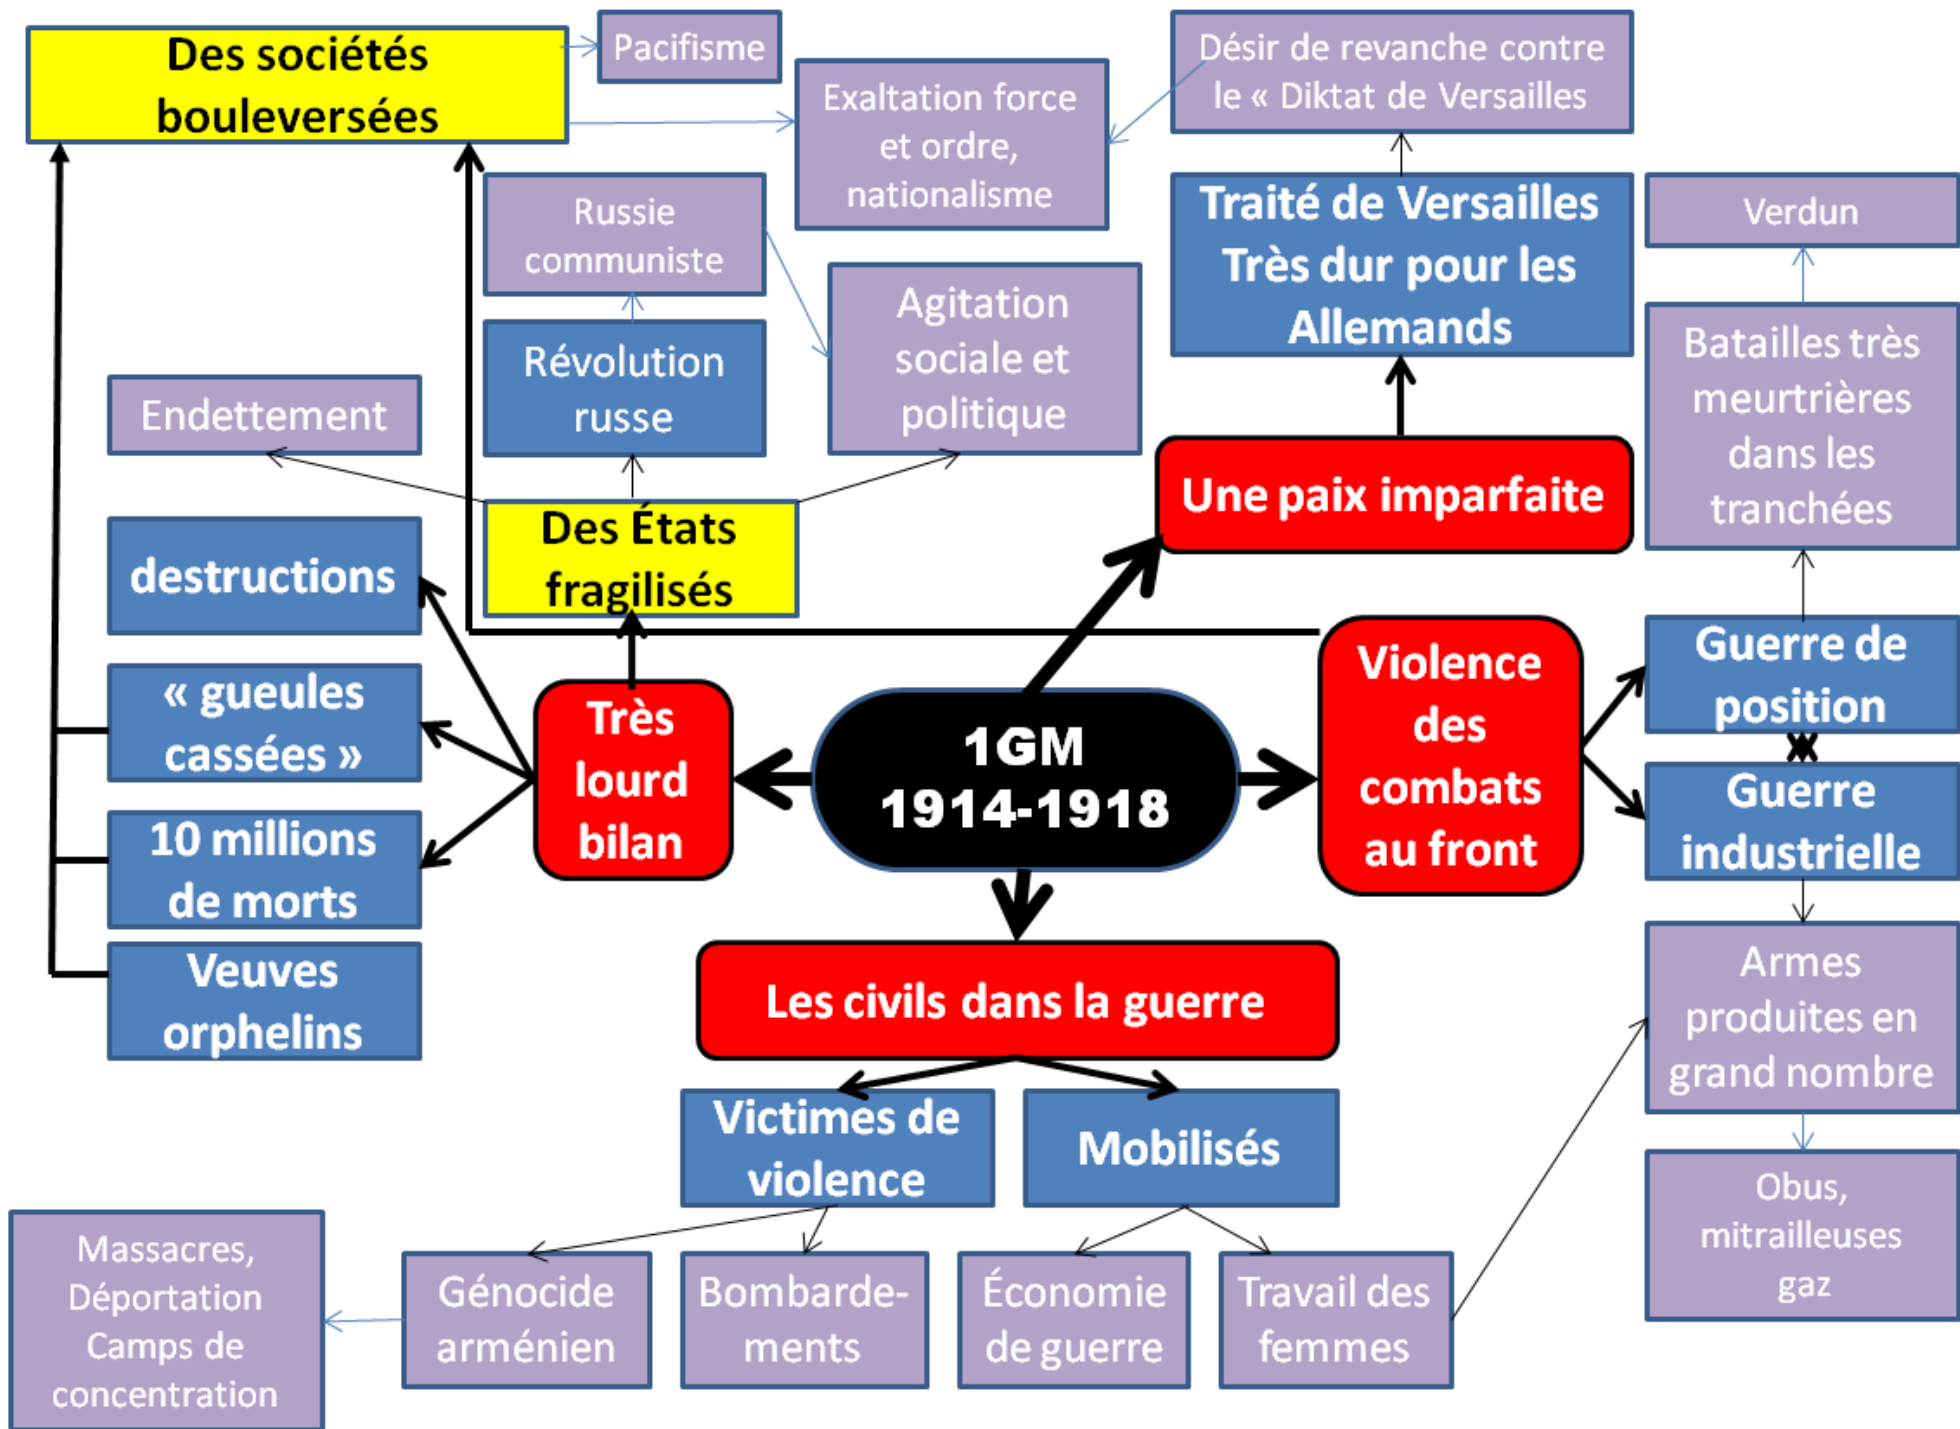 Des sociétés
bouleversées
Pacifisme
Exaltation force
et ordre,
nationalisme
Désir de revanche contre
le « Diktat de Versailles
Traité de Versailles
Très dur pour les
Allemands
Verdun
Russie
communiste
Agitation
sociale et
politique
Révolution
russe
Batailles très
meurtrières
dans les
tranchées
Endettement
Une paix imparfaite
Des États
fragilisés
destructions
« gueules
cassées »
10 millions
de morts
Veuves
orphelins
Très
lourd
bilan
1GM
1914-1918
Violence
des
combats
au front
Guerre de
position
Guerre
industrielle
Armes
produites en
grand nombre
Obus,
mitrailleuses
gaz
Les civils dans la guerre
Victimes de
violence
Mobilisés
Massacres,
Déportation
Camps de
concentration
Génocide
arménien
Bombarde-
ments
Économie
de guerre
Travail des
femmes